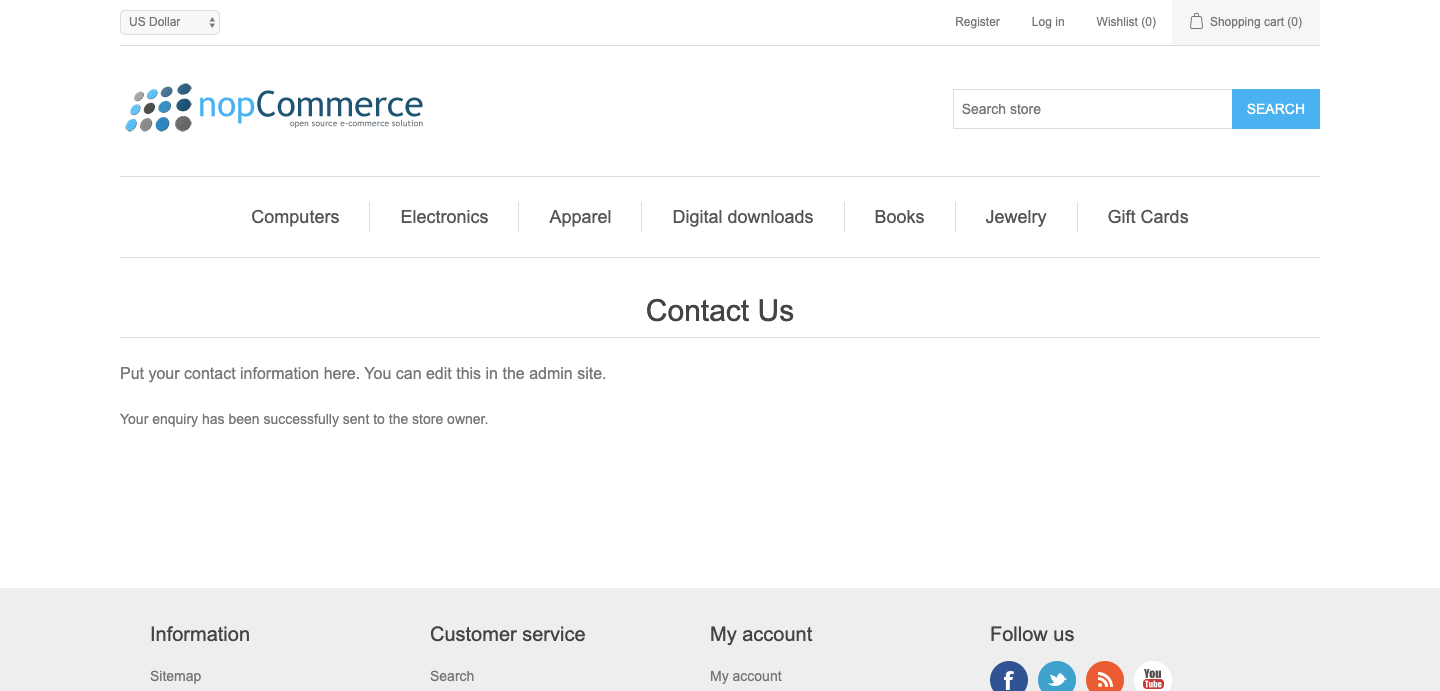 US Dollar
Register
Log in
Wishlist (0)
Shopping cart (0)
nopCommerce
open source e-commerce solution
Search store
SEARCH
Computers
Electronics
Apparel
Digital downloads
Books
Jewelry
Gift Cards
Contact Us
Put your contact information here. You can edit this in the admin site.
Your enquiry has been successfully sent to the store owner.
Information
Customer service
My account
Follow us
Sitemap
Search
My account
f
You
Tube